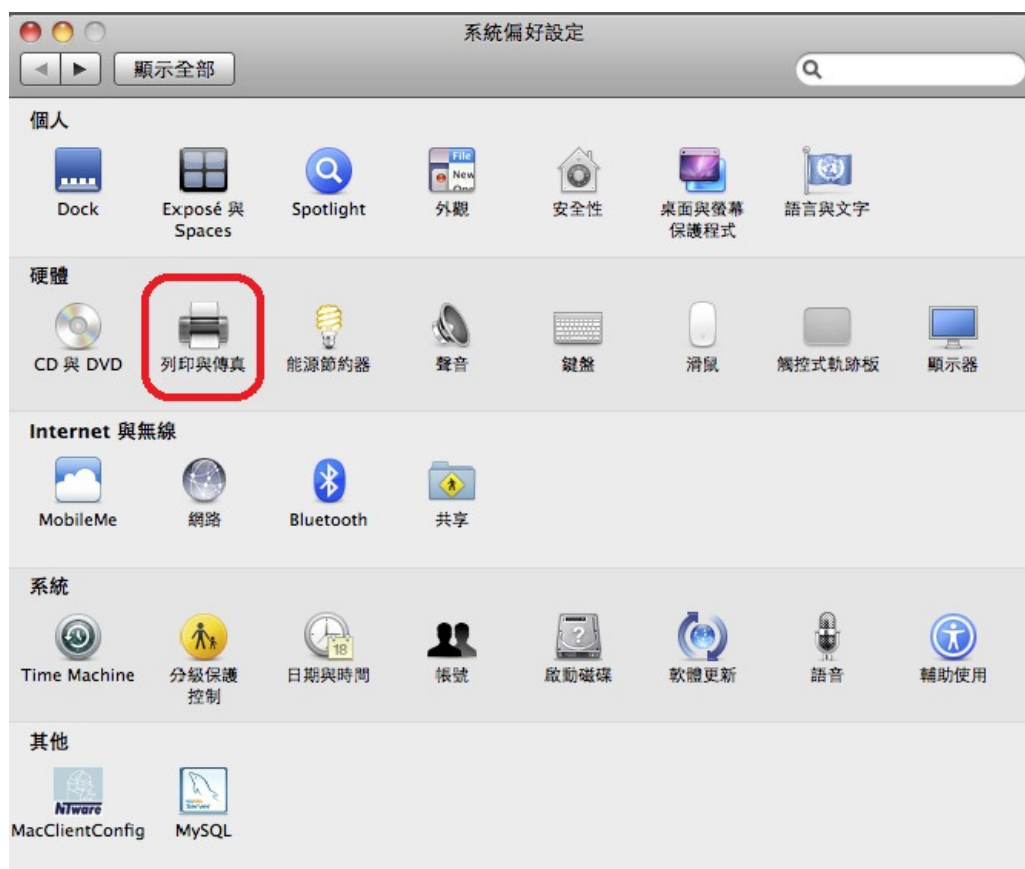 系統偏好設定
顯示全部
個人
Dock
Exposé 與
Spaces
Spotlight
File
New
One
外觀
安全性
桌面與螢幕
保護程式
語言與文字
硬體
CD 與 DVD
列印與傳真
能源節約器
聲音
鍵盤
滑鼠
觸控式軌跡板
顯示器
Internet 與無線
MobileMe
網路
Bluetooth
共享
系統
Time Machine
分級保護
控制
18
日期與時間
帳號
?
啟動磁碟
軟體更新
語音
輔助使用
其他
NTware
MacClientConfig
MySQL